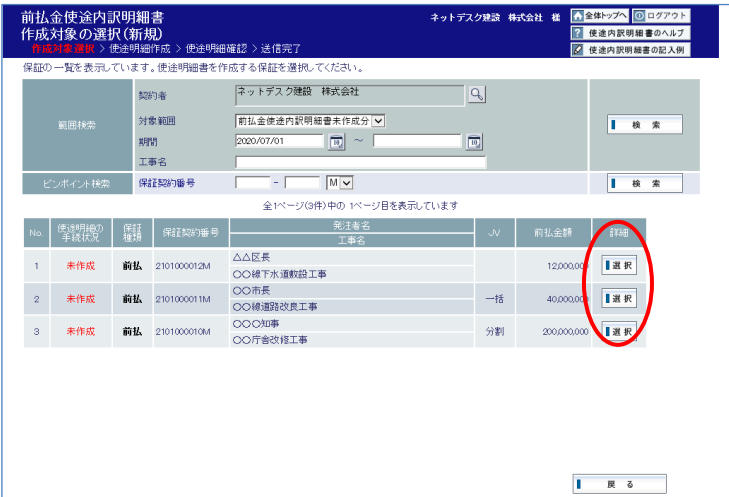 前払金使途内訳明細書
作成対象の選択(新規)
作成対象選択 > 使途明細作成 > 使途明細確認 > 送信完了
ネットデスク建設 株式会社 様
全体トップへ ログアウト
? 使途内訳明細書のヘルプ
使途内訳明細書の記入例
保証の一覧を表示しています。使途明細書を作成する保証を選択してください。
範囲検索
契約者 ネットデスク建設 株式会社
対象範囲 前払金使途内訳明細書未作成分
期間 2020/07/01 ～
工事名
検 索
ピンポイント検索 保証契約番号 - M
検 索
全1ページ(3件)中の 1ページ目を表示しています
No. 使途明細の手続状況 保証種類 保証契約番号 発注者名 工事名 JV 前払金額 詳細
1 未作成 前払 2101000012M △△区長 12,000,000 選択
〇〇線下水道敷設工事
2 未作成 前払 2101000011M 〇〇市長 一括 40,000,000 選択
〇〇線道路改良工事
3 未作成 前払 2101000010M 〇〇〇知事 分割 200,000,000 選択
〇〇庁舎改修工事
戻 る